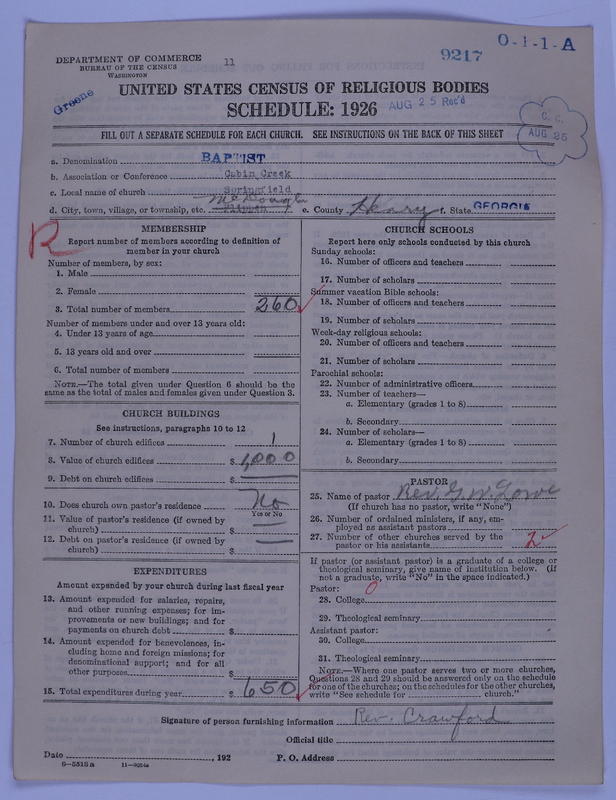 DEPARTMENT OF COMMERCE
BUREAU OF THE CENSUS
WASHINGTON
11
9217
O-1-1-A
Greene
UNITED STATES CENSUS OF RELIGIOUS BODIES
SCHEDULE: 1926
AUG 25 Rec'd
C. C.
AUG 25
FILL OUT A SEPARATE SCHEDULE FOR EACH CHURCH. SEE INSTRUCTIONS ON THE BACK OF THIS SHEET
a. Denomination BAPTIST
b. Association or Conference Cabin Creek
c. Local name of church Springfield
d. City, town, village, or township, etc. McDonough e. County Henry f. State GEORGIA
R
MEMBERSHIP
Report number of members according to definition of
member in your church
Number of members, by sex:
1. Male
2. Female
3. Total number of members 260
Number of members under and over 13 years old:
4. Under 13 years of age
5. 13 years old and over
6. Total number of members
NOTE.—The total given under Question 6 should be the
same as the total of males and females given under Question 3.
CHURCH BUILDINGS
See instructions, paragraphs 10 to 12
7. Number of church edifices 1
8. Value of church edifices $ 1,000
9. Debt on church edifices $
10. Does church own pastor's residence No
Yes or No
11. Value of pastor's residence (if owned by
church) $
12. Debt on pastor's residence (if owned by
church) $
EXPENDITURES
Amount expended by your church during last fiscal year
13. Amount expended for salaries, repairs,
and other running expenses; for im-
provements or new buildings; and for
payments on church debt $
14. Amount expended for benevolences, in-
cluding home and foreign missions; for
denominational support; and for all
other purposes $
15. Total expenditures during year $ 650
CHURCH SCHOOLS
Report here only schools conducted by this church
Sunday schools:
16. Number of officers and teachers
17. Number of scholars
Summer vacation Bible schools:
18. Number of officers and teachers
19. Number of scholars
Week-day religious schools:
20. Number of officers and teachers
21. Number of scholars
Parochial schools:
22. Number of administrative officers
23. Number of teachers—
a. Elementary (grades 1 to 8)
b. Secondary
24. Number of scholars—
a. Elementary (grades 1 to 8)
b. Secondary
PASTOR
25. Name of pastor Rev. G. W. Lowe
(If church has no pastor, write "None")
26. Number of ordained ministers, if any, em-
ployed as assistant pastors
27. Number of other churches served by the
pastor or his assistants 2
If pastor (or assistant pastor) is a graduate of a college or
theological seminary, give name of institution below. (If
not a graduate, write "No" in the space indicated.)
Pastor: 0
28. College
29. Theological seminary
Assistant pastor:
30. College
31. Theological seminary
NOTE.—Where one pastor serves two or more churches,
Questions 28 and 29 should be answered only on the schedule
for one of the churches; on the schedules for the other churches,
write "See schedule for church."
Signature of person furnishing information Rev. Crawford
Official title
Date , 192 P. O. Address
8-5518a 11-9924a